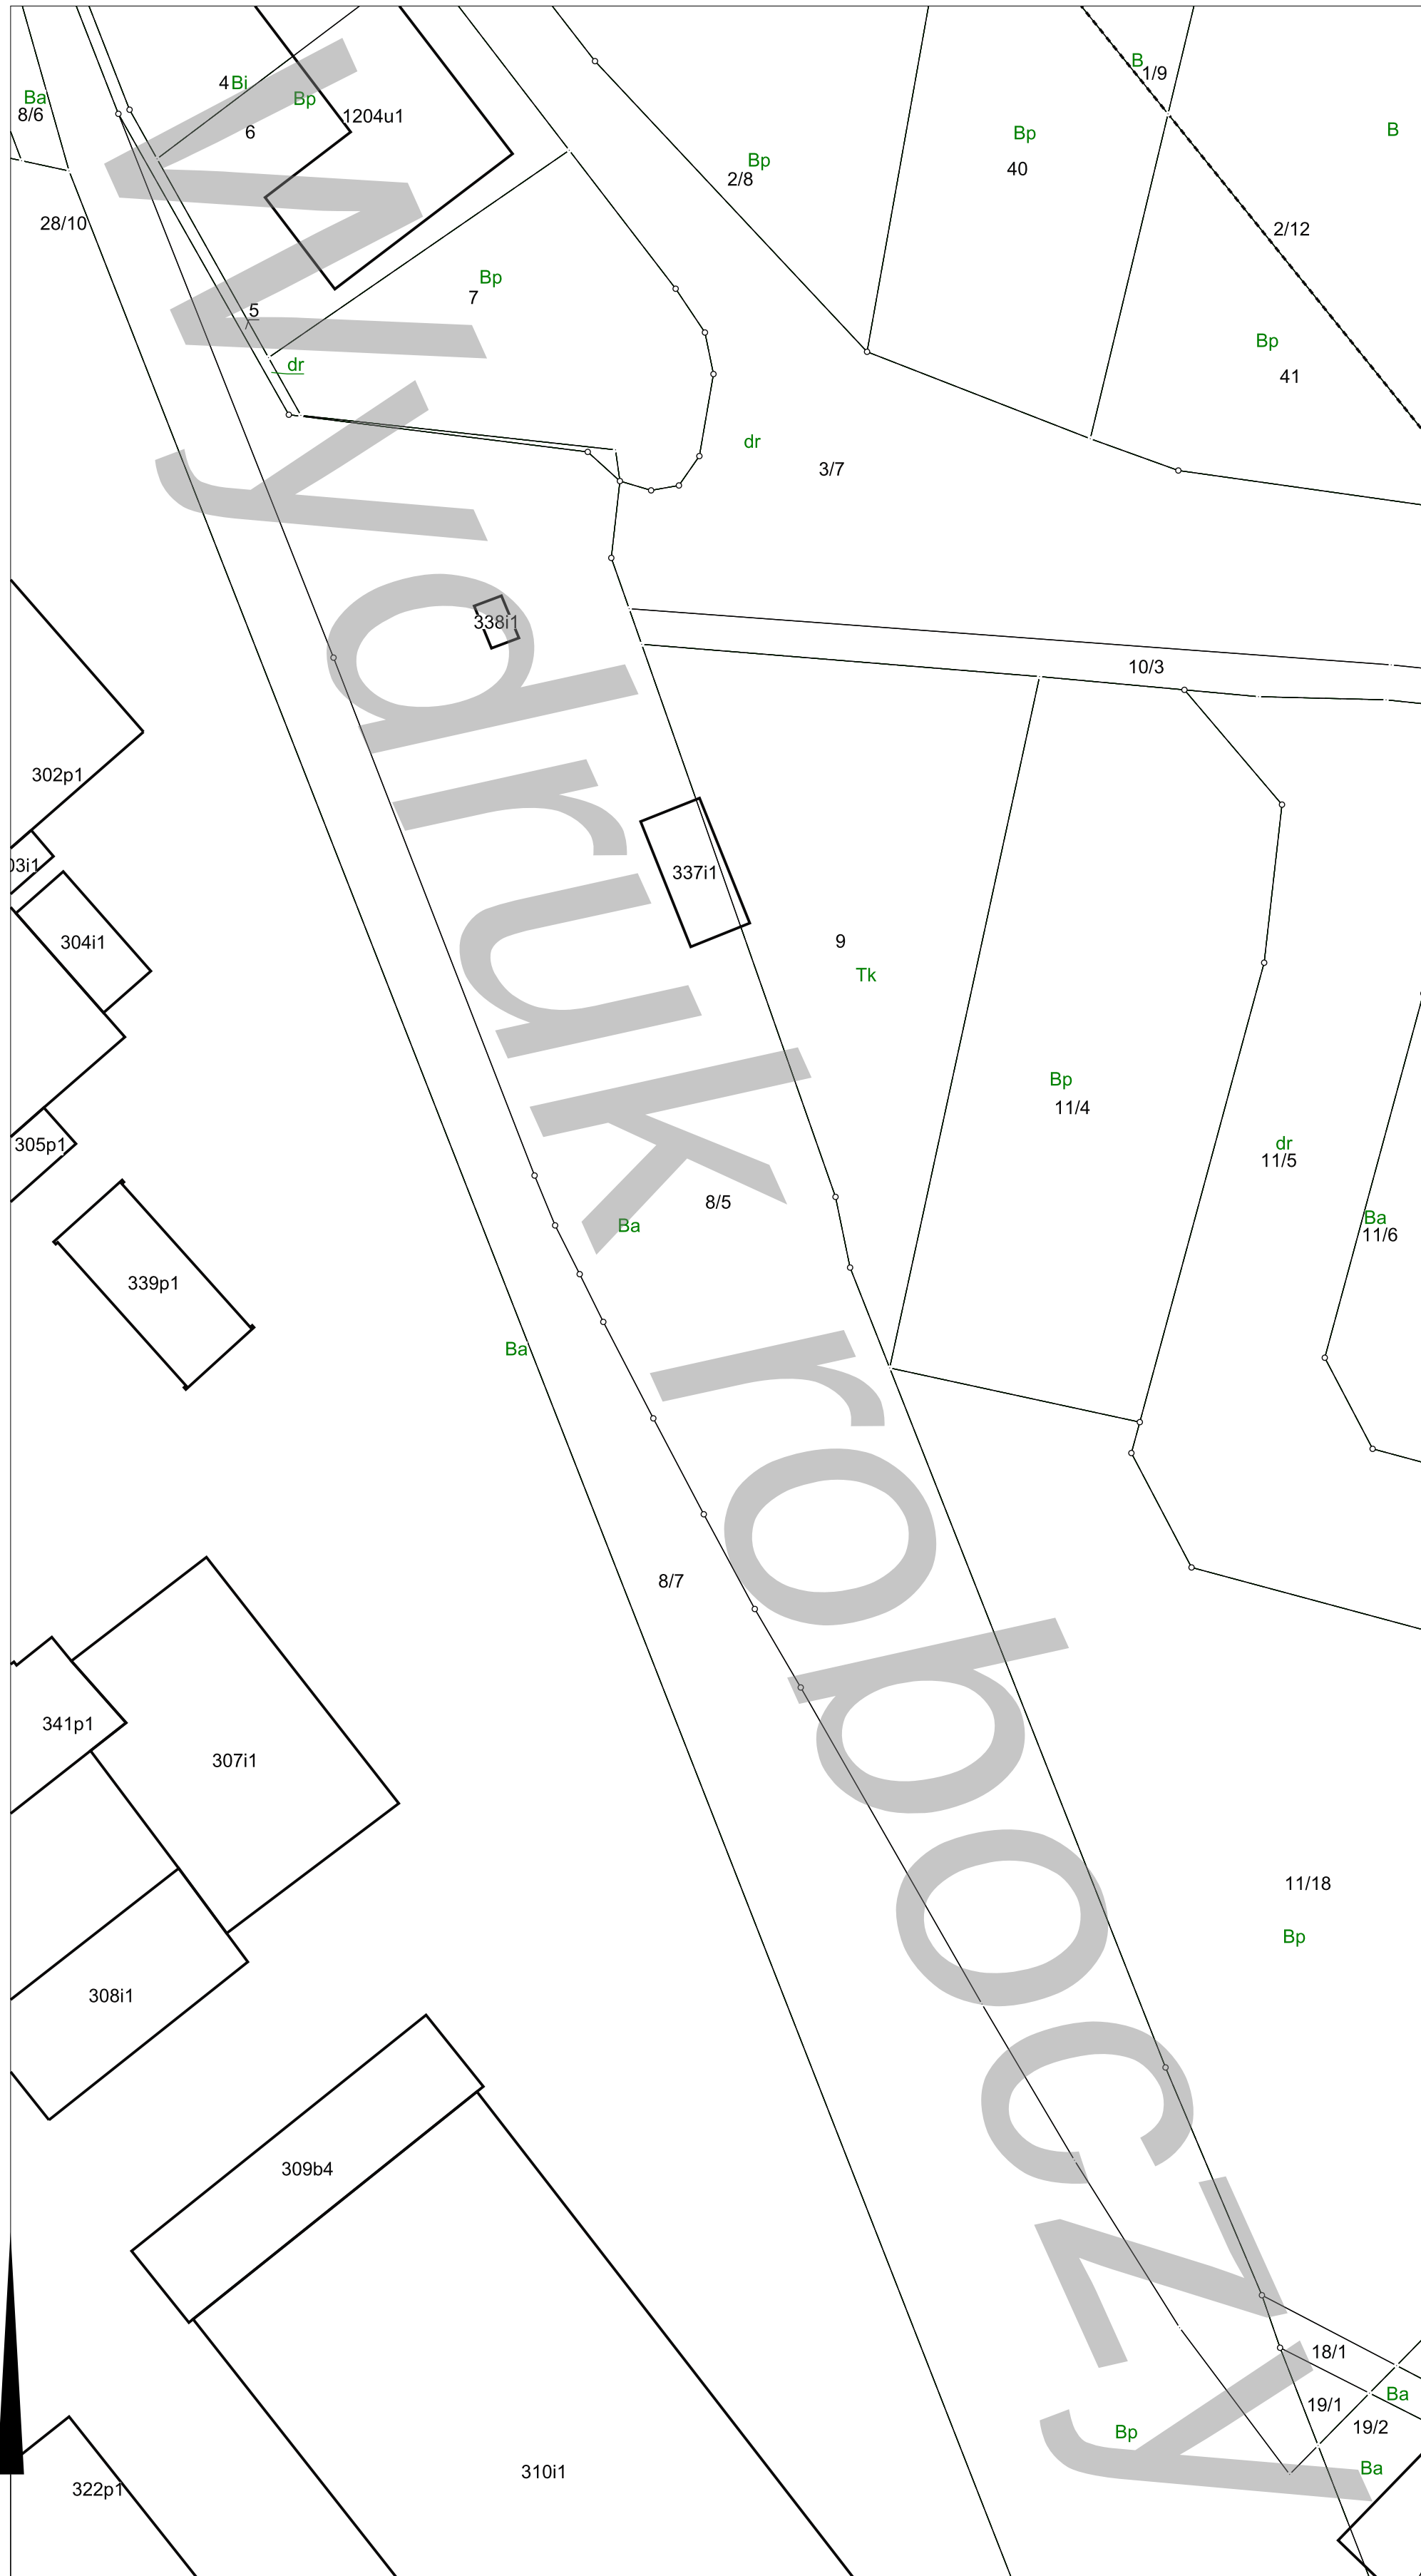 B
1/9
4 Bi
Ba
8/6
Bp
1204u1
6
Bp
40
B
Bp
2/8
28/10
2/12
Bp
7
5
Bp
41
dr
dr
3/7
338i1
10/3
302p1
03i1
337i1
304i1
9
Tk
Bp
11/4
305p1
dr
11/5
8/5
Ba
Ba
11/6
339p1
Ba
8/7
341p1
307i1
11/18
Bp
308i1
309b4
18/1
Ba
19/1
19/2
Bp
Ba
310i1
322p1
Wydruk roboczy